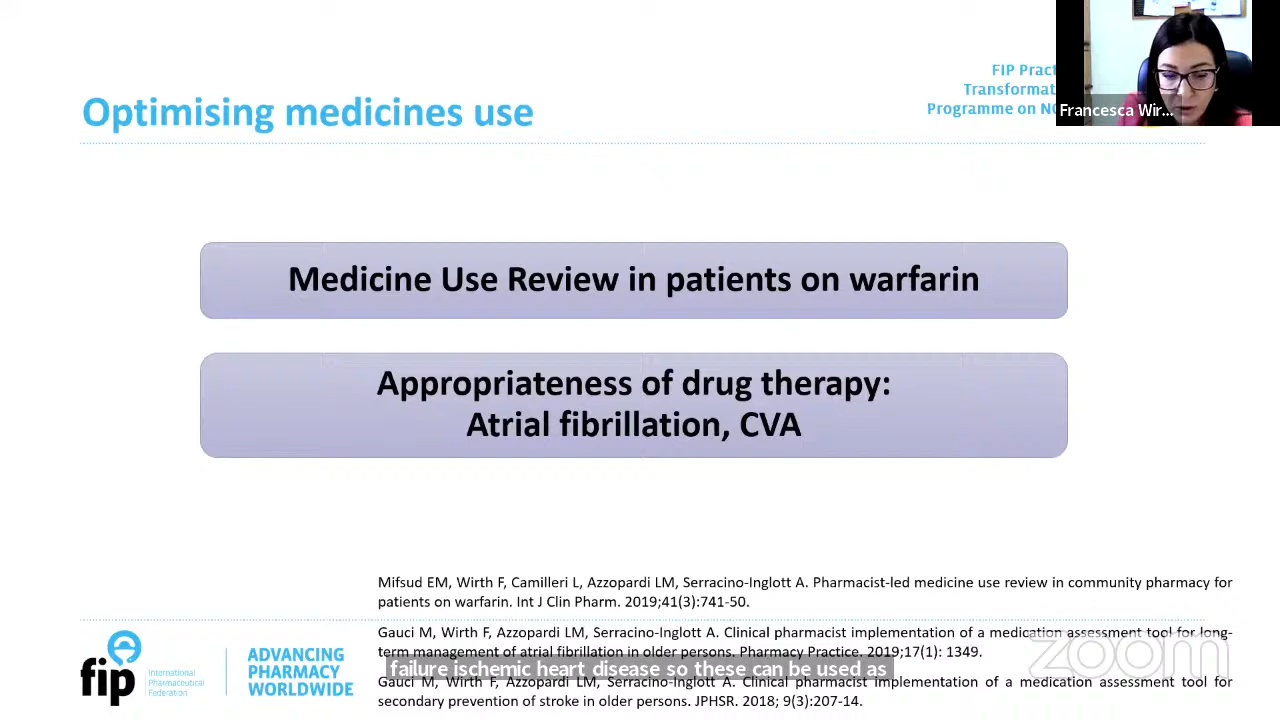 FIP Pract
Transformat
Programme on NC
Francesca Wir...
Optimising medicines use
Medicine Use Review in patients on warfarin
Appropriateness of drug therapy:
Atrial fibrillation, CVA
Mifsud EM, Wirth F, Camilleri L, Azzopardi LM, Serracino-Inglott A. Pharmacist-led medicine use review in community pharmacy for
patients on warfarin. Int J Clin Pharm. 2019;41(3):741-50.
Gauci M, Wirth F, Azzopardi LM, Serracino-Inglott A. Clinical pharmacist implementation of a medication assessment tool for long-
term management of atrial fibrillation in older persons. Pharmacy Practice. 2019;17(1): 1349.
failure ischemic heart disease so these can be used as
Gauci M, Wirth F, Azzopardi LM, Serracino-Inglott A. Clinical pharmacist implementation of a medication assessment tool for
secondary prevention of stroke in older persons. JPHSR. 2018; 9(3):207-14.
fip
International
Pharmaceutical
Federation
ADVANCING
PHARMACY
WORLDWIDE
zoom